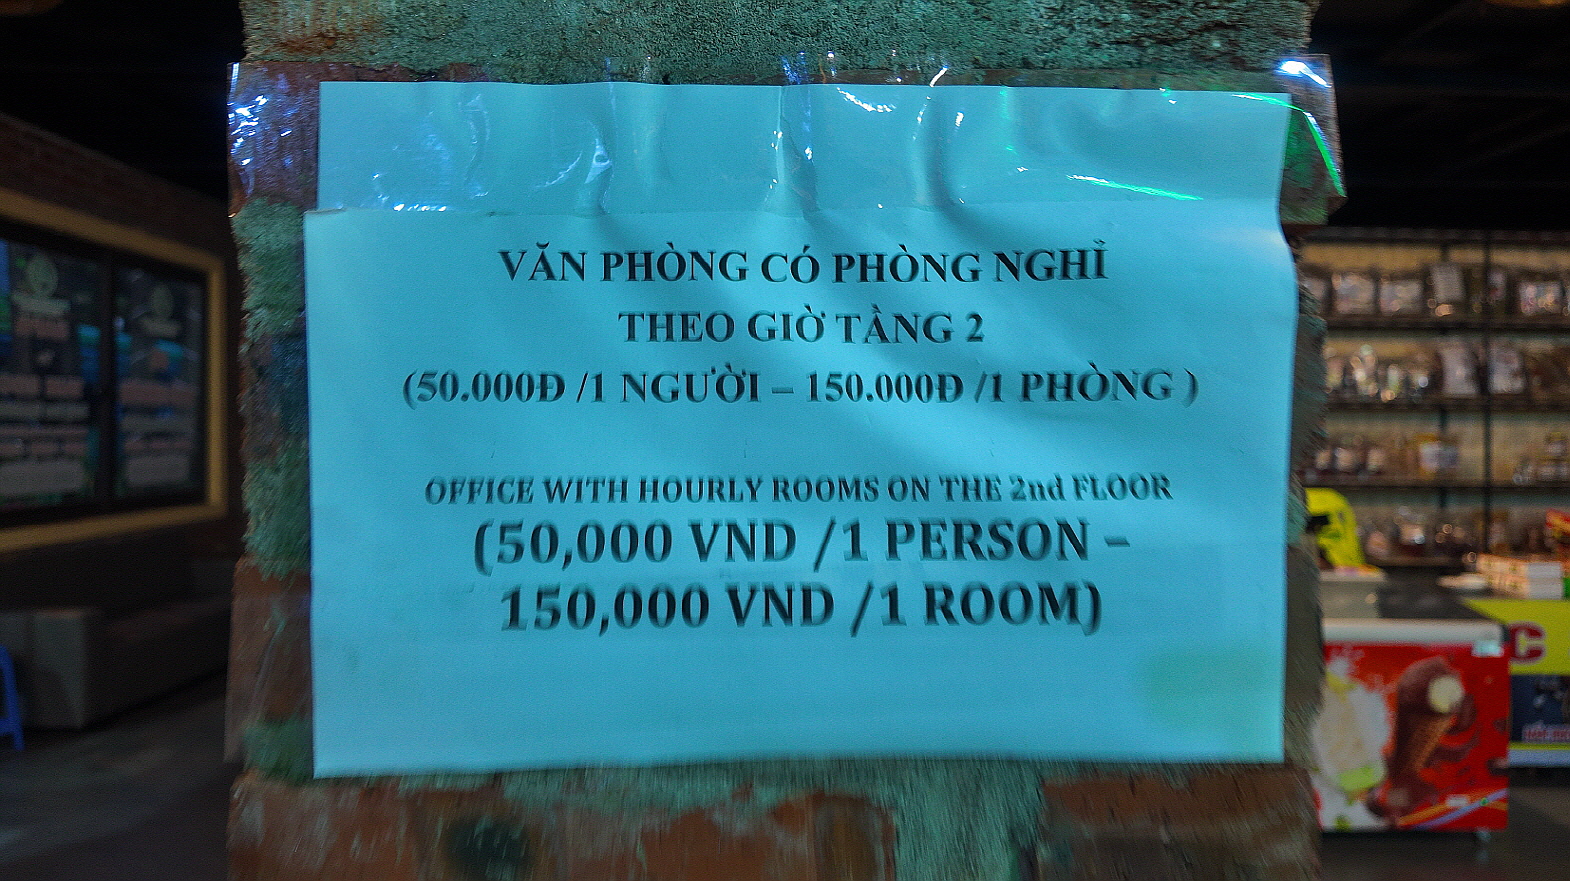 VĂN PHÒNG CÓ PHÒNG NGHỈ
THEO GIỜ TẦNG 2
(50.000Đ /1 NGƯỜI – 150.000Đ /1 PHÒNG )
OFFICE WITH HOURLY ROOMS ON THE 2nd FLOOR
(50,000 VND /1 PERSON –
150,000 VND /1 ROOM)